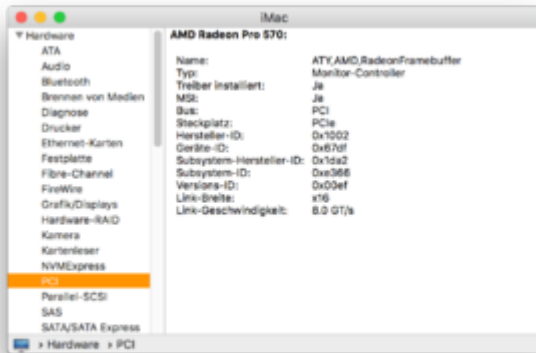 iMac
Hardware
ATA
Audio
Bluetooth
Brennen von Medien
Diagnose
Drucker
Ethernet-Karten
Festplatte
Fibre-Channel
FireWire
Grafik/Displays
Hardware-RAID
Kamera
Kartenleser
NVMExpress
PCI
Parallel-SCSI
SAS
SATA/SATA Express
AMD Radeon Pro 570:
Name: ATY,AMD,RadeonFramebuffer
Typ: Monitor-Controller
Treiber installiert: Ja
MSI: Ja
Bus: PCI
Steckplatz: PCIe
Hersteller-ID: 0x1002
Geräte-ID: 0x67df
Subsystem-Hersteller-ID: 0x1da2
Subsystem-ID: 0xe366
Versions-ID: 0x00ef
Link-Breite: x16
Link-Geschwindigkeit: 8.0 GT/s
Hardware › PCI